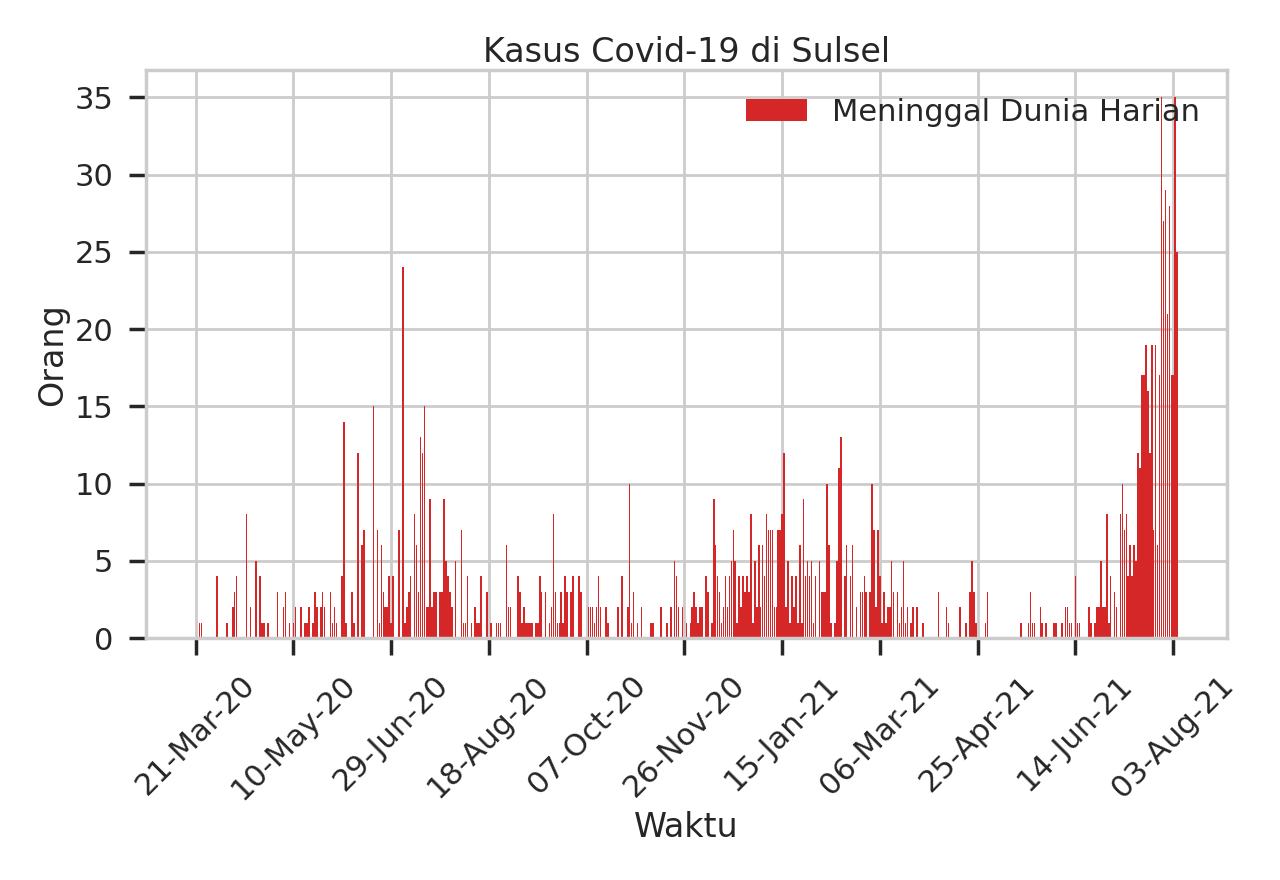 Kasus Covid-19 di Sulsel
Meninggal Dunia Harian
35
30
25
20
15
10
5
0
Orang
21-Mar-20
10-May-20
29-Jun-20
18-Aug-20
07-Oct-20
26-Nov-20
15-Jan-21
06-Mar-21
25-Apr-21
14-Jun-21
03-Aug-21
Waktu